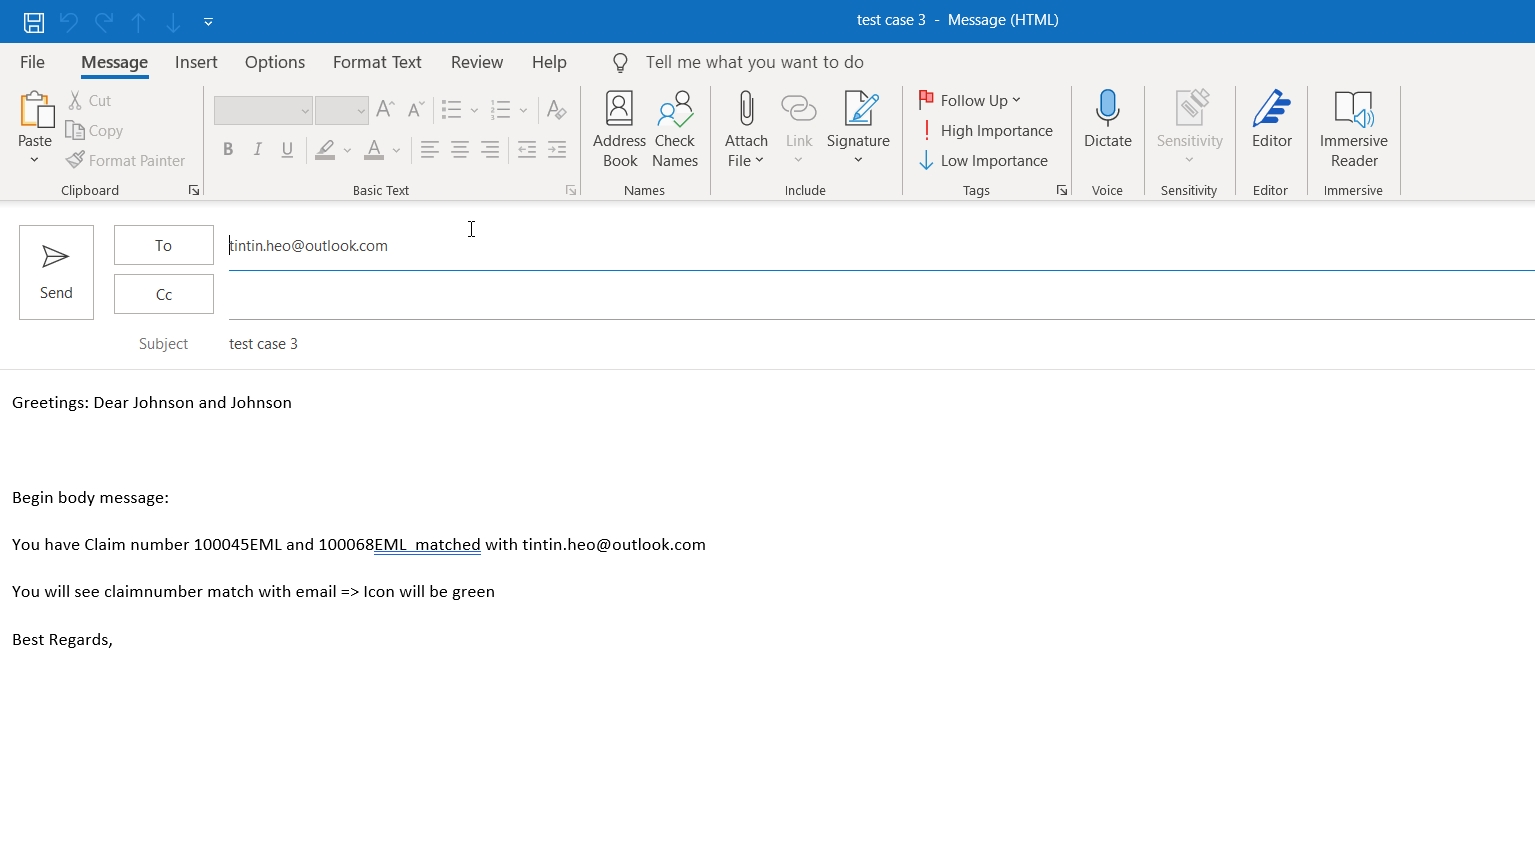 test case 3 - Message (HTML)
File Message Insert Options Format Text Review Help Tell me what you want to do
Paste
Cut
Copy
Format Painter
Clipboard
B I U
Basic Text
Address Book
Check Names
Names
Attach File
Link
Signature
Include
Follow Up
High Importance
Low Importance
Tags
Dictate
Voice
Sensitivity
Sensitivity
Editor
Editor
Immersive Reader
Immersive
Send
To tintin.heo@outlook.com
Cc
Subject test case 3
Greetings: Dear Johnson and Johnson
Begin body message:
You have Claim number 100045EML and 100068EML matched with tintin.heo@outlook.com
You will see claimnumber match with email => Icon will be green
Best Regards,